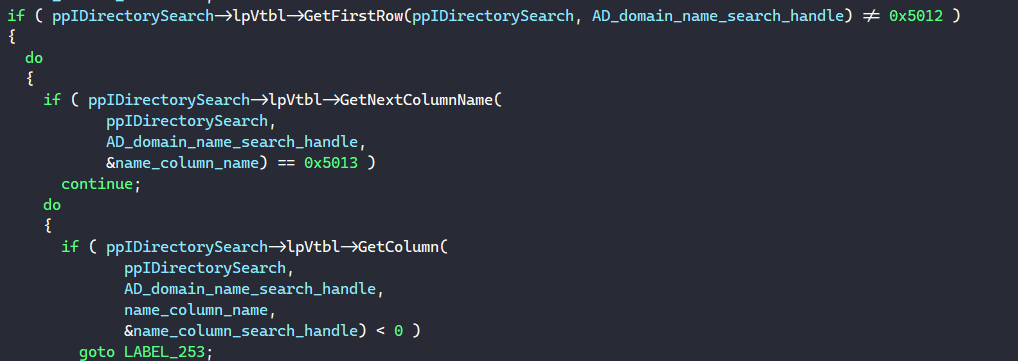 if ( ppIDirectorySearch→lpVtbl→GetFirstRow(ppIDirectorySearch, AD_domain_name_search_handle) ≠ 0x5012 )
{
do
{
if ( ppIDirectorySearch→lpVtbl→GetNextColumnName(
ppIDirectorySearch,
AD_domain_name_search_handle,
&name_column_name) == 0x5013 )
continue;
do
{
if ( ppIDirectorySearch→lpVtbl→GetColumn(
ppIDirectorySearch,
AD_domain_name_search_handle,
name_column_name,
&name_column_search_handle) < 0 )
goto LABEL_253;